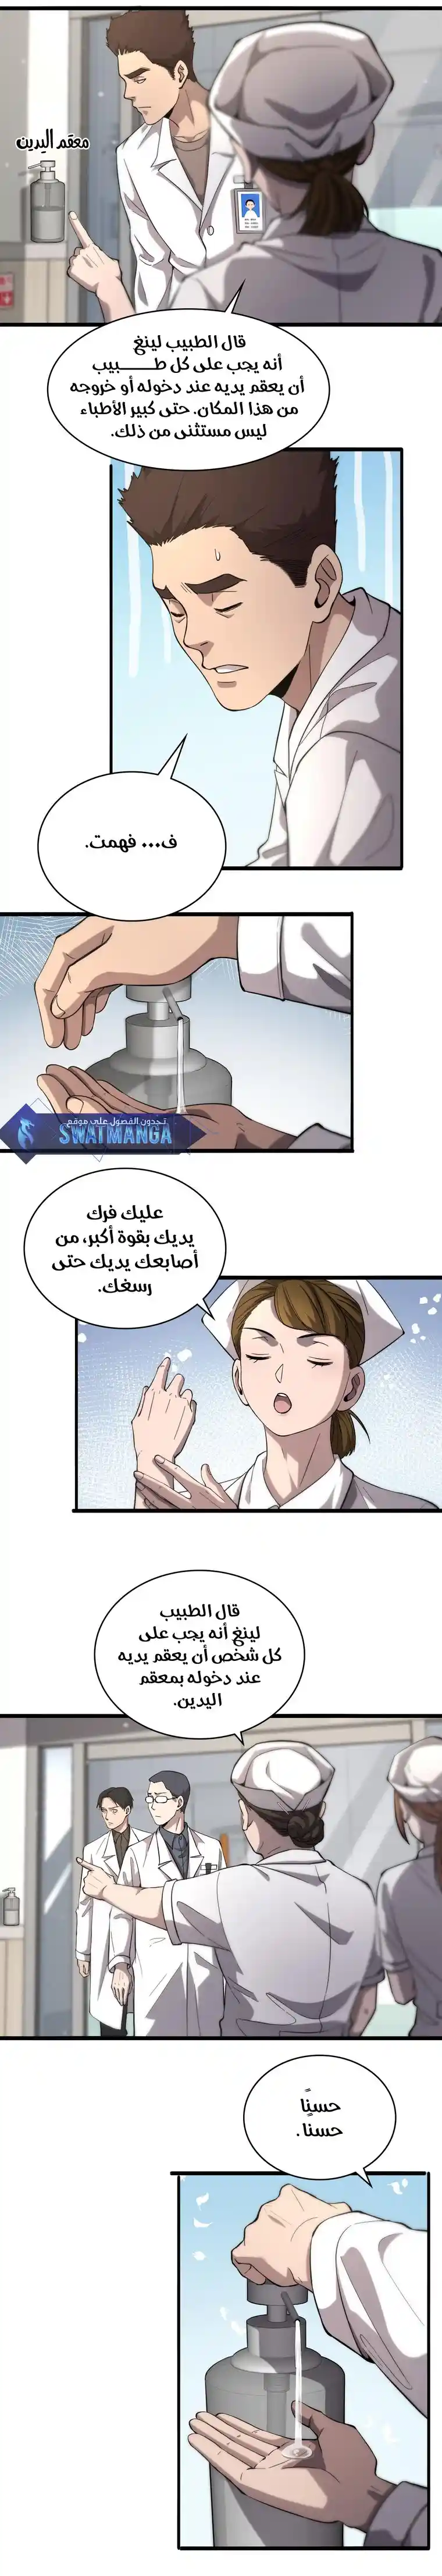 معقم اليدين
قال الطبيب لينغ
أنه يجب على كل طـــــبيب
أن يعقم يديه عند دخوله أو خروجه
من هذا المكان. حتى كبير الأطباء
ليس مستثنى من ذلك.
ف... فهمت.
تجدون الفصول على موقع
SWATMANGA
عليك فرك
يديك بقوة أكبر، من
أصابعك يديك حتى
رسغك.
قال الطبيب
لينغ أنه يجب على
كل شخص أن يعقم يديه
عند دخوله بمعقم
اليدين.
حسنًا
حسنا.